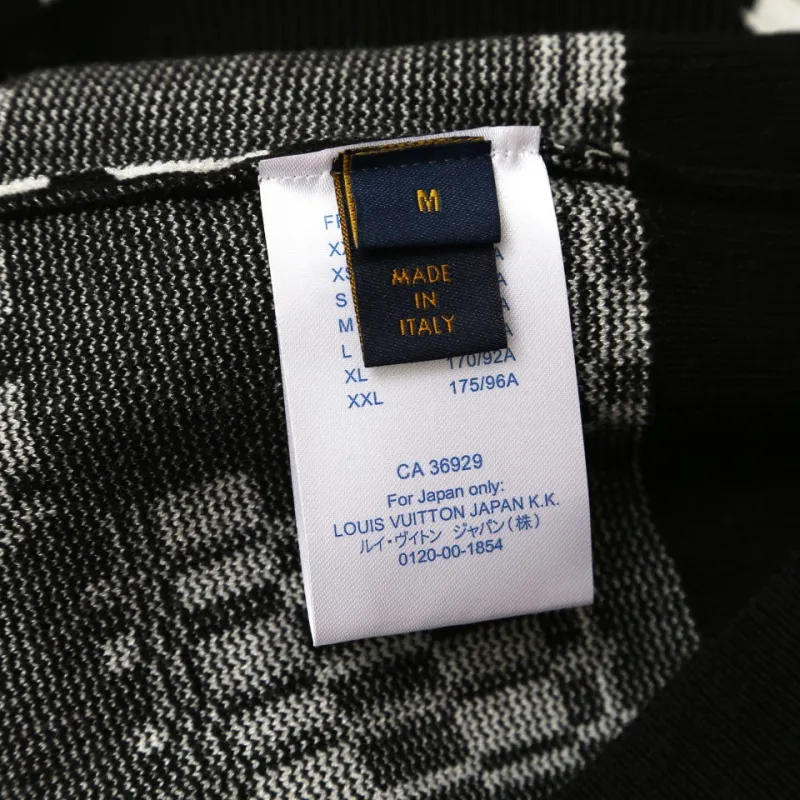 M
MADE
IN
ITALY
S
M
L 170/92A
XL 175/96A
XXL
CA 36929
For Japan only:
LOUIS VUITTON JAPAN K.K.
ルイ・ヴィトン ジャパン(株)
0120-00-1854